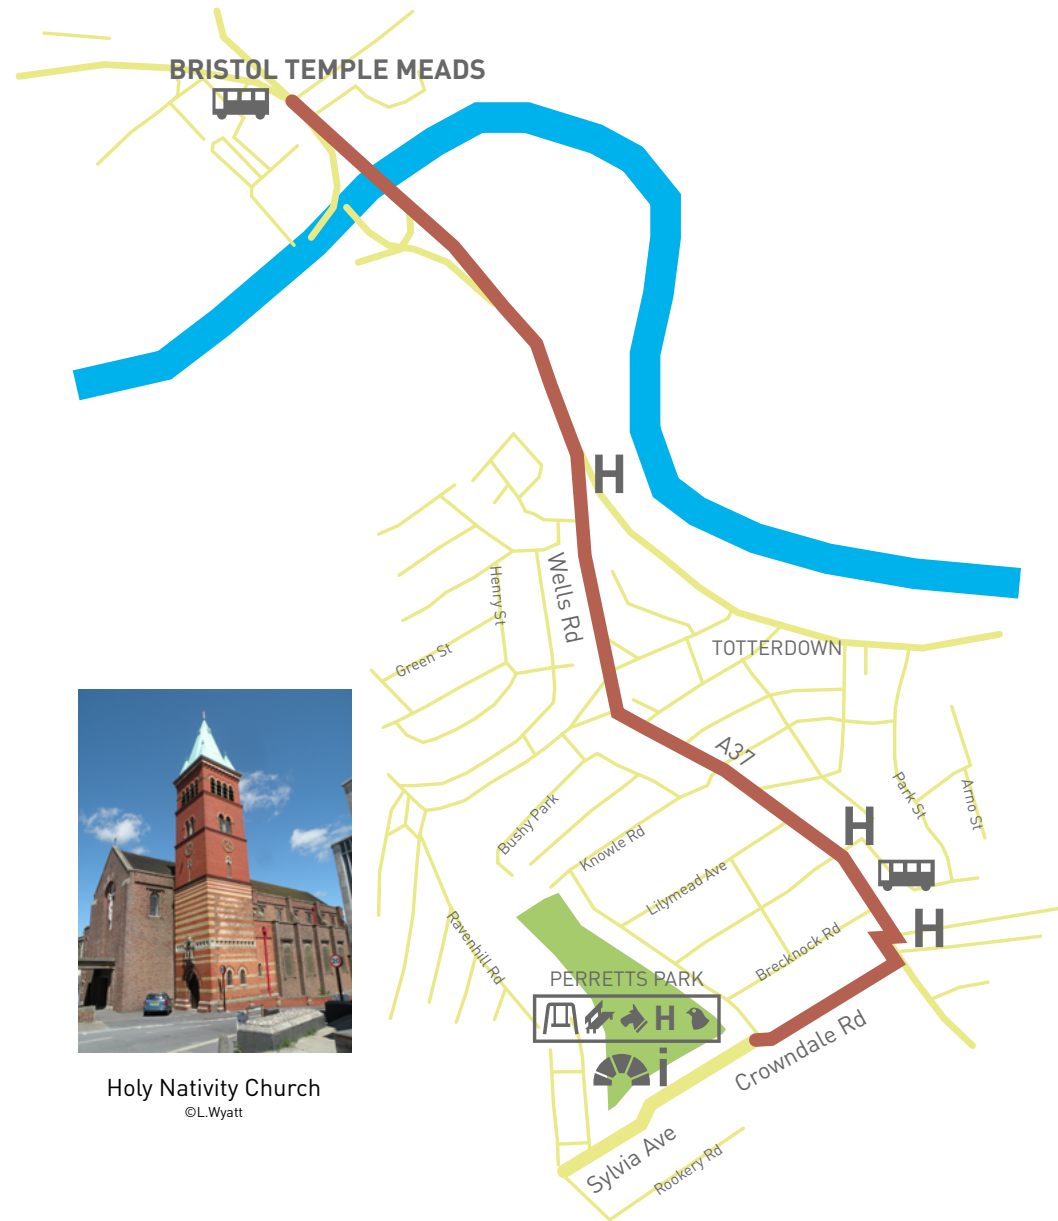 BRISTOL TEMPLE MEADS
H
Wells Rd
Henry St
Green St
TOTTERDOWN
A37
H
Park St
Arno St
Bushy Park
Knowle Rd
Lilymead Ave
H
Ravenhill Rd
Brecknock Rd
PERRETTS PARK
H
i
Crowndale Rd
Sylvia Ave
Rookery Rd
Holy Nativity Church
©L.Wyatt